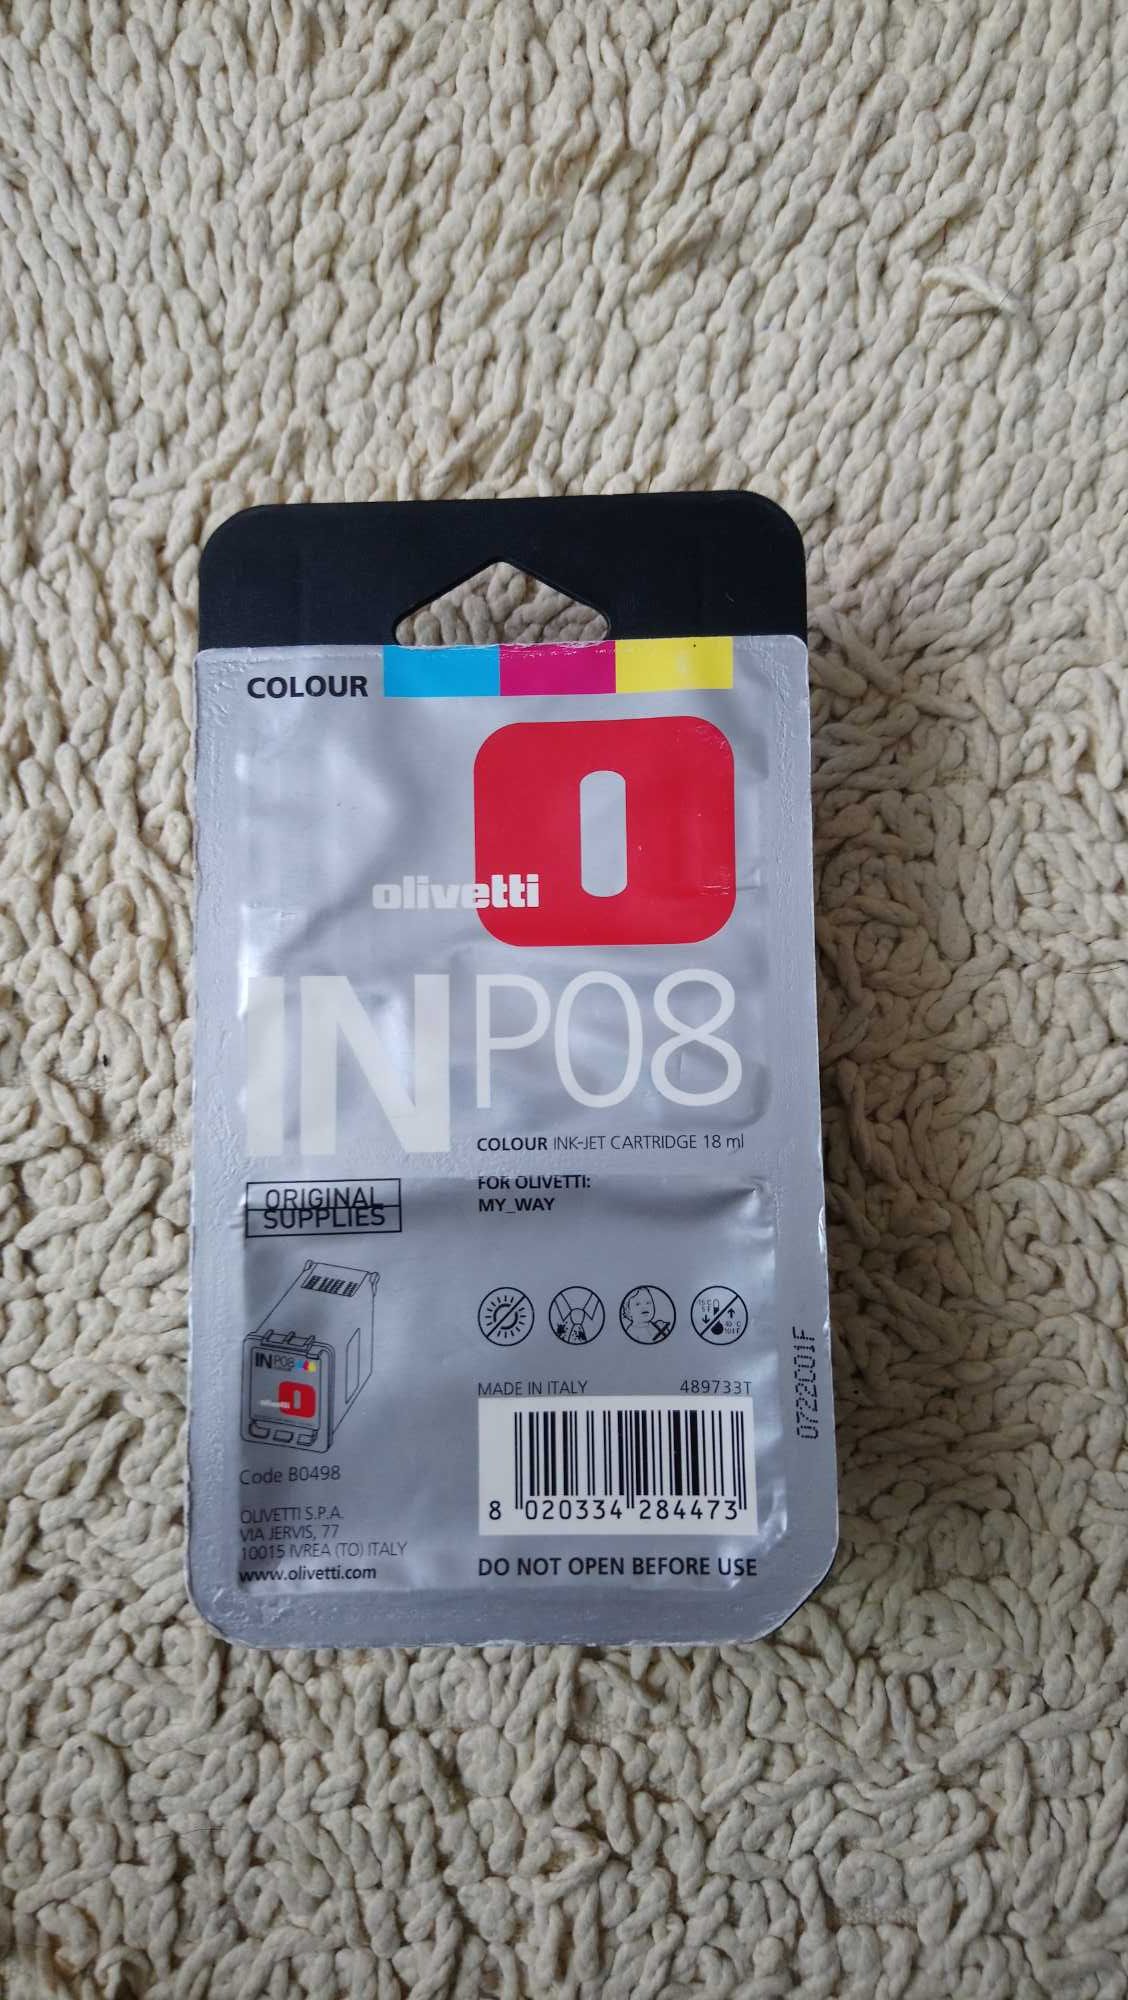 COLOUR
olivetti
INP08
COLOUR INK-JET CARTRIDGE 18 ml
FOR OLIVETTI:
MY_WAY
ORIGINAL
SUPPLIES
INP08
olivetti
MADE IN ITALY 489733T
8 020334 284473
Code B0498
OLIVETTI S.P.A.
VIA JERVIS, 77
10015 IVREA (TO) ITALY
www.olivetti.com
DO NOT OPEN BEFORE USE
0722001F